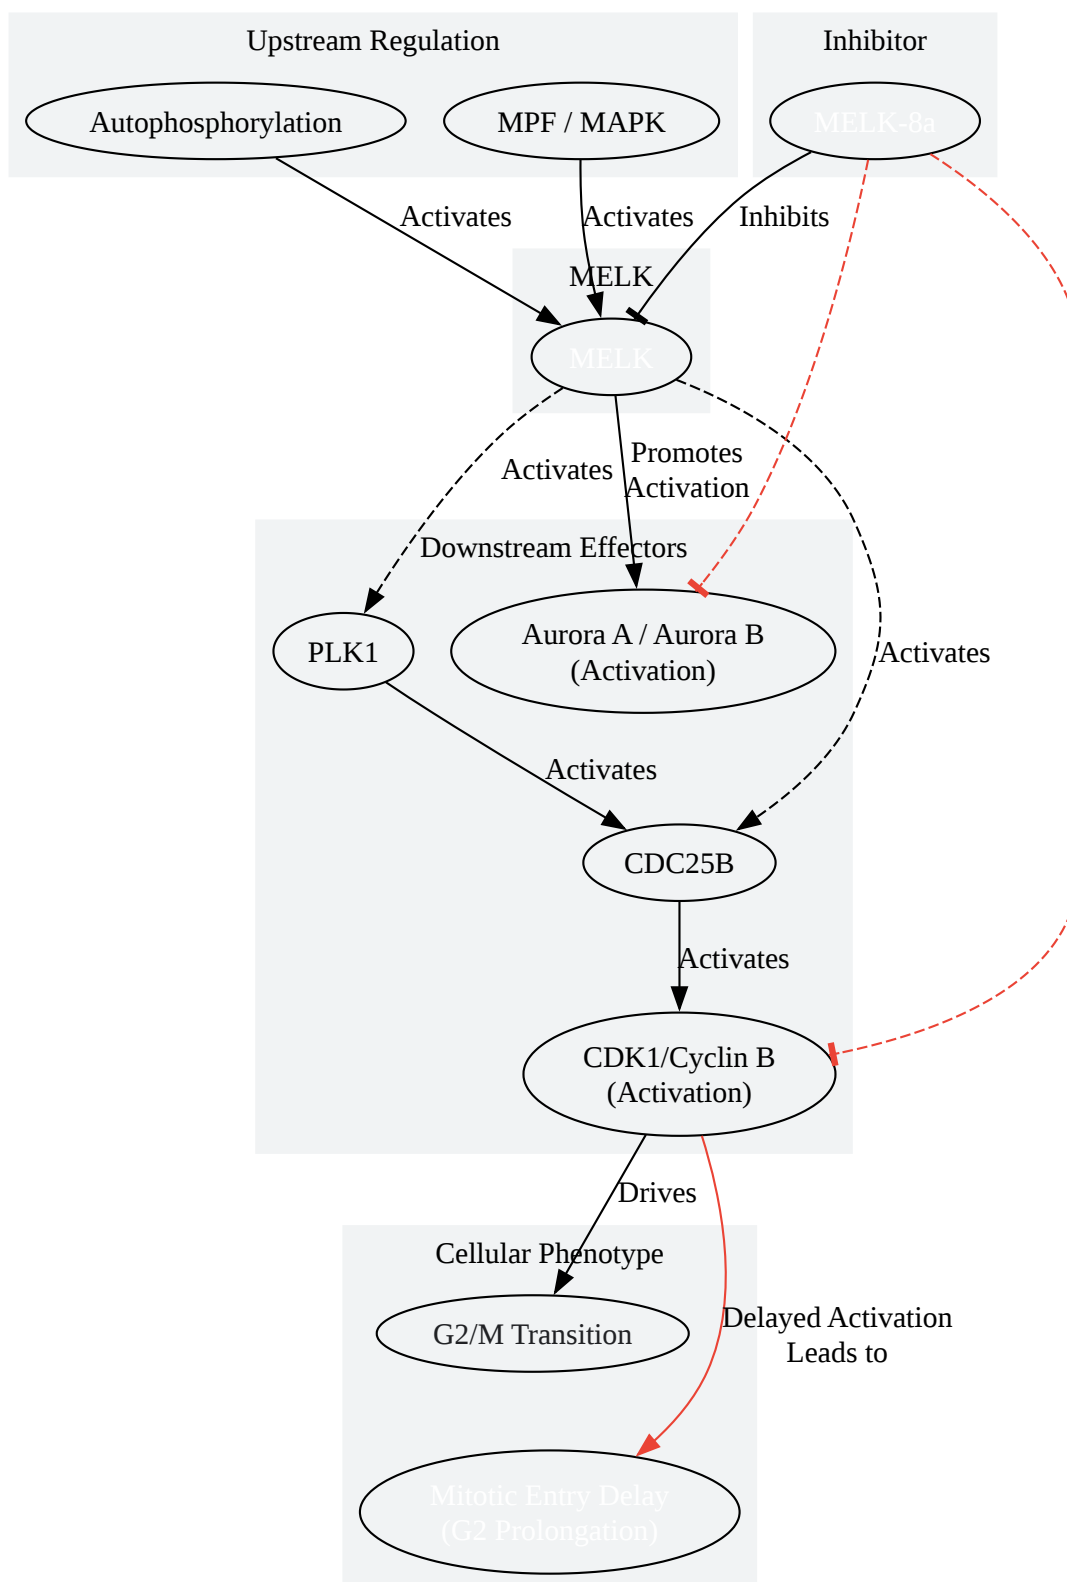 Upstream Regulation
Inhibitor
Autophosphorylation
MPF / MAPK
MELK-8a
Activates
Activates
Inhibits
MELK
MELK
Activates
Promotes
Activation
Downstream Effectors
PLK1
Aurora A / Aurora B
(Activation)
Activates
Activates
CDC25B
Activates
CDK1/Cyclin B
(Activation)
Drives
Cellular Phenotype
G2/M Transition
Delayed Activation
Leads to
Mitotic Entry Delay
(G2 Prolongation)